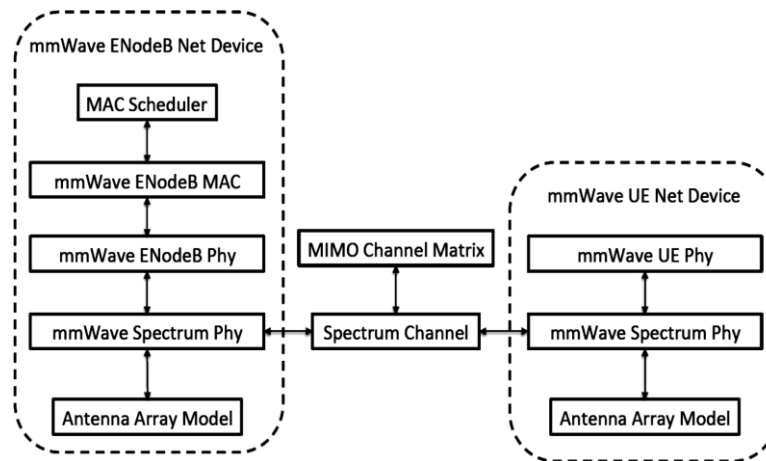 mmWave ENodeB Net Device
MAC Scheduler
mmWave ENodeB MAC
mmWave ENodeB Phy
mmWave Spectrum Phy
Antenna Array Model
MIMO Channel Matrix
Spectrum Channel
mmWave UE Net Device
mmWave UE Phy
mmWave Spectrum Phy
Antenna Array Model